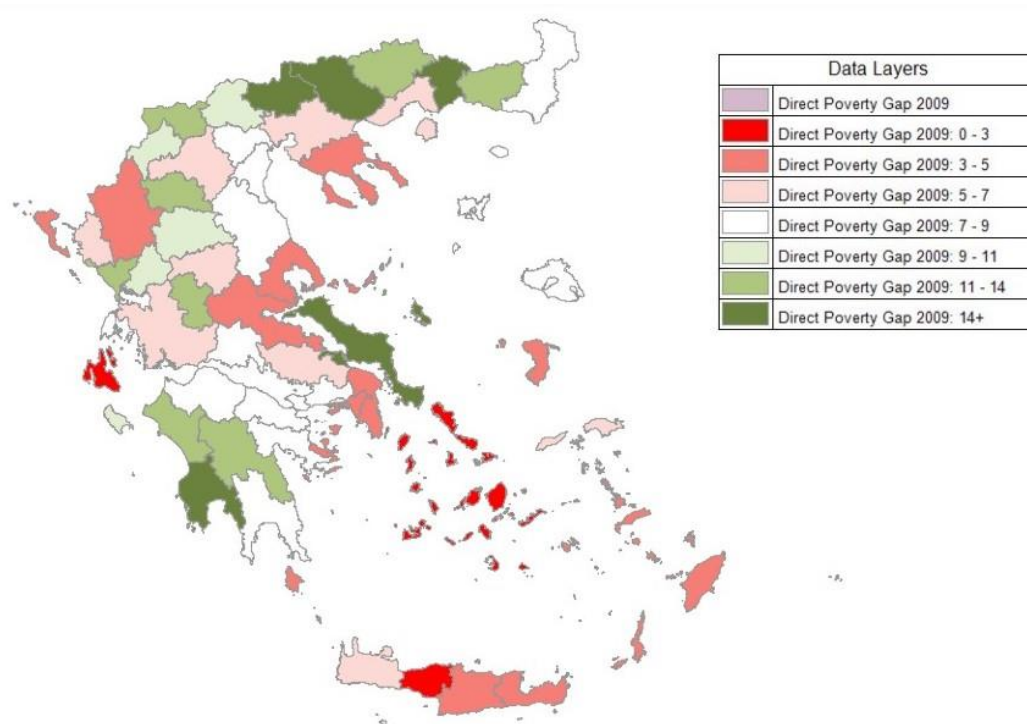 Data Layers
Direct Poverty Gap 2009
Direct Poverty Gap 2009: 0 - 3
Direct Poverty Gap 2009: 3 - 5
Direct Poverty Gap 2009: 5 - 7
Direct Poverty Gap 2009: 7 - 9
Direct Poverty Gap 2009: 9 - 11
Direct Poverty Gap 2009: 11 - 14
Direct Poverty Gap 2009: 14+